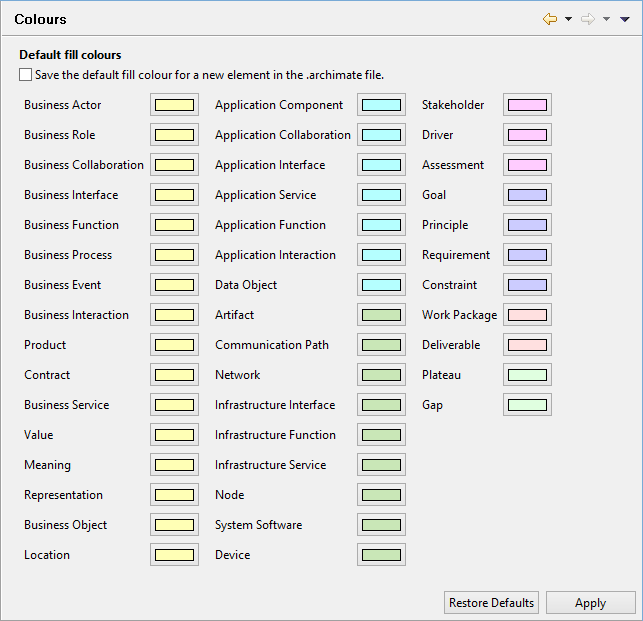 Colours
Default fill colours
Save the default fill colour for a new element in the .archimate file.
Business Actor
Business Role
Business Collaboration
Business Interface
Business Function
Business Process
Business Event
Business Interaction
Product
Contract
Business Service
Value
Meaning
Representation
Business Object
Location
Application Component
Application Collaboration
Application Interface
Application Service
Application Function
Application Interaction
Data Object
Artifact
Communication Path
Network
Infrastructure Interface
Infrastructure Function
Infrastructure Service
Node
System Software
Device
Stakeholder
Driver
Assessment
Goal
Principle
Requirement
Constraint
Work Package
Deliverable
Plateau
Gap
Restore Defaults
Apply